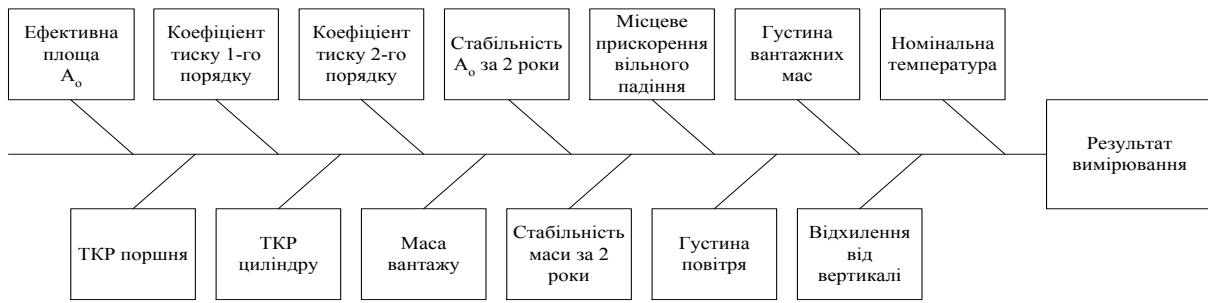 Ефективна
площа
Aₒ
Коефіцієнт
тиску 1-го
порядку
Коефіцієнт
тиску 2-го
порядку
Стабільність
Aₒ за 2 роки
Місцеве
прискорення
вільного
падіння
Густина
вантажних
мас
Номінальна
температура
Результат
вимірювання
ТКР поршня
ТКР
циліндру
Маса
вантажу
Стабільність
маси за 2
роки
Густина
повітря
Відхилення
від
вертикалі